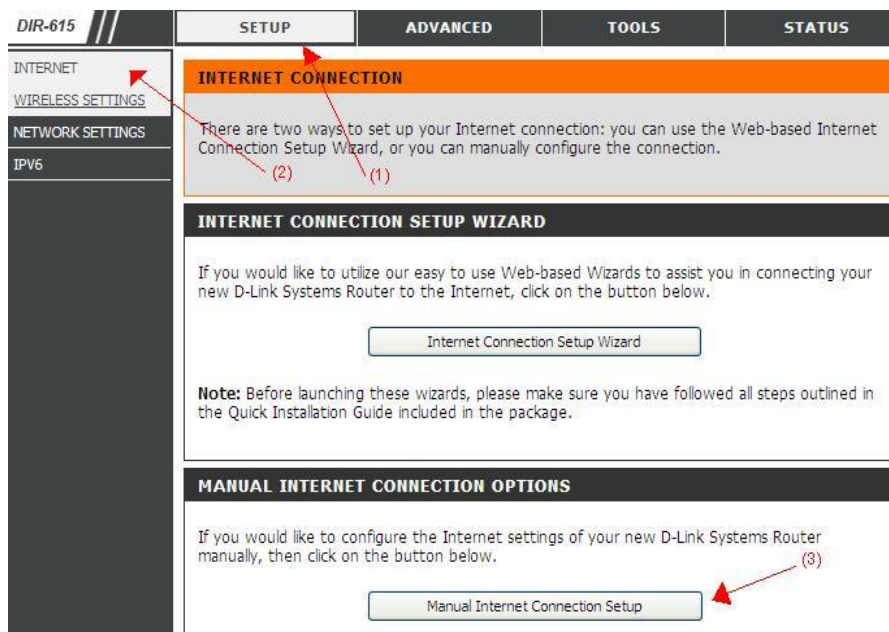 DIR-615
SETUP
ADVANCED
TOOLS
STATUS
INTERNET
WIRELESS SETTINGS
NETWORK SETTINGS
IPV6
INTERNET CONNECTION
There are two ways to set up your Internet connection: you can use the Web-based Internet
Connection Setup Wizard, or you can manually configure the connection.
(2)
(1)
INTERNET CONNECTION SETUP WIZARD
If you would like to utilize our easy to use Web-based Wizards to assist you in connecting your
new D-Link Systems Router to the Internet, click on the button below.
Internet Connection Setup Wizard
Note: Before launching these wizards, please make sure you have followed all steps outlined in
the Quick Installation Guide included in the package.
MANUAL INTERNET CONNECTION OPTIONS
If you would like to configure the Internet settings of your new D-Link Systems Router
manually, then click on the button below.
(3)
Manual Internet Connection Setup